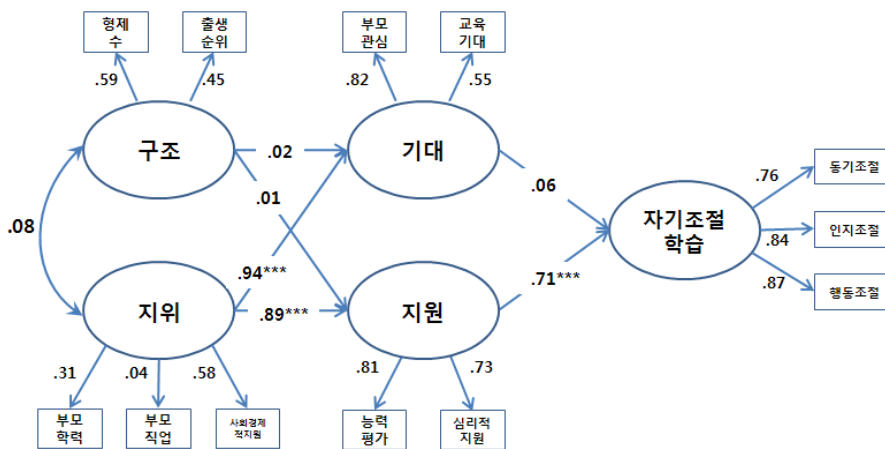 형제
수
출생
순위
부모
관심
교육
기대
.59
.45
.82
.55
구조
.02
기대
.01
.06
.08
자기조절
학습
.76
동기조절
.84
인지조절
.87
행동조절
.94***
.71***
지위
.89***
지원
.31
.04
.58
.81
.73
부모
학력
부모
직업
사회경제
적지원
능력
평가
심리적
지원